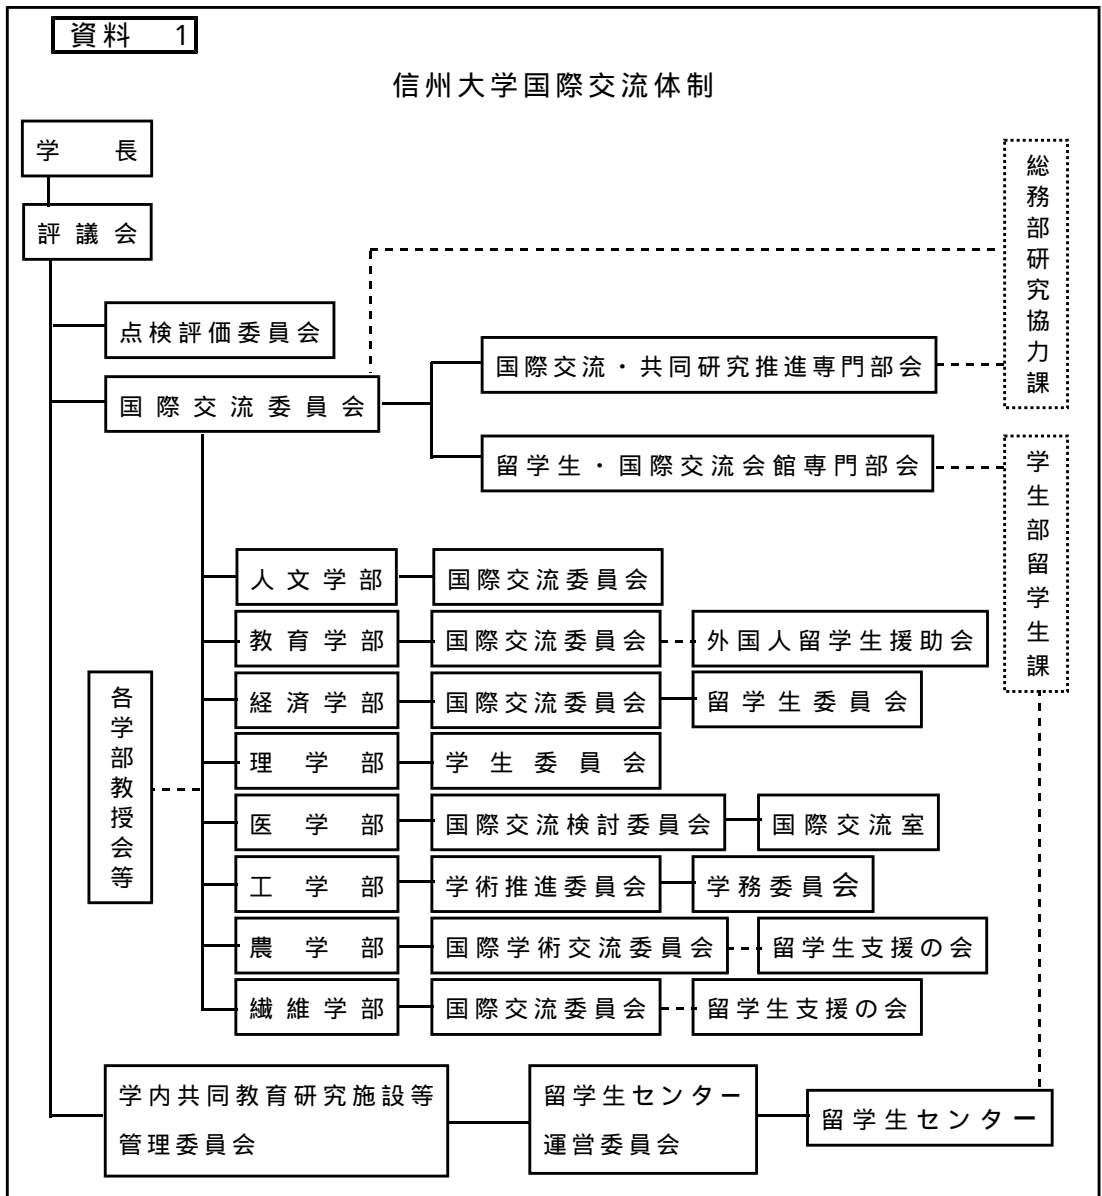 資料 1
信州大学国際交流体制
学長
評議会
総務部研究協力課
点検評価委員会
国際交流・共同研究推進専門部会
国際交流委員会
留学生・国際交流会館専門部会
学生部留学生課
人文学部 国際交流委員会
教育学部 国際交流委員会 外国人留学生援助会
経済学部 国際交流委員会 留学生委員会
各学部教授会等
理学部 学生委員会
医学部 国際交流検討委員会 国際交流室
工学部 学術推進委員会 学務委員会
農学部 国際学術交流委員会 留学生支援の会
繊維学部 国際交流委員会 留学生支援の会
学内共同教育研究施設等
管理委員会
留学生センター
運営委員会
留学生センター